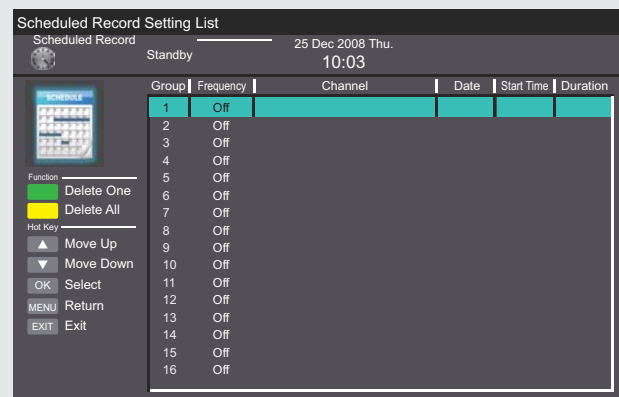 Scheduled Record Setting List
Scheduled Record
Standby
25 Dec 2008 Thu.
10:03
Group Frequency Channel Date Start Time Duration
SCHEDULE
1 Off
2 Off
3 Off
4 Off
5 Off
6 Off
7 Off
8 Off
9 Off
10 Off
11 Off
12 Off
13 Off
14 Off
15 Off
16 Off
Function
Delete One
Delete All
Hot Key
Move Up
Move Down
OK Select
MENU Return
EXIT Exit